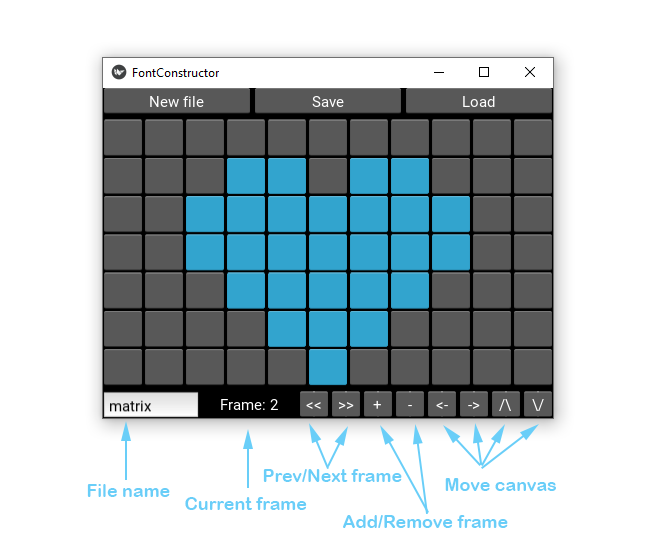 FontConstructor
New file Save Load
matrix Frame: 2 << >> + - <- -> /\ \/
Prev/Next frame
Move canvas
File name
Current frame
Add/Remove frame